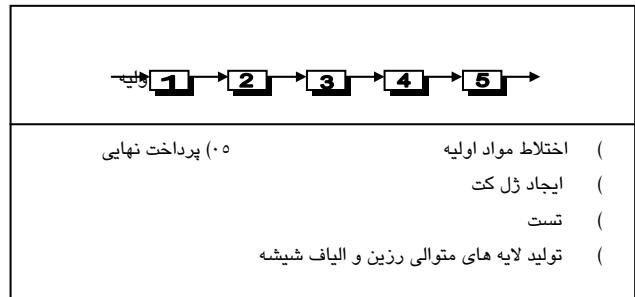 ولیه 1 2 3 4 5
( اختلاط مواد اولیه ۰۵) پرداخت نهایی
( ایجاد ژل کت
( تست
( تولید لایه های متوالی رزین و الیاف شیشه